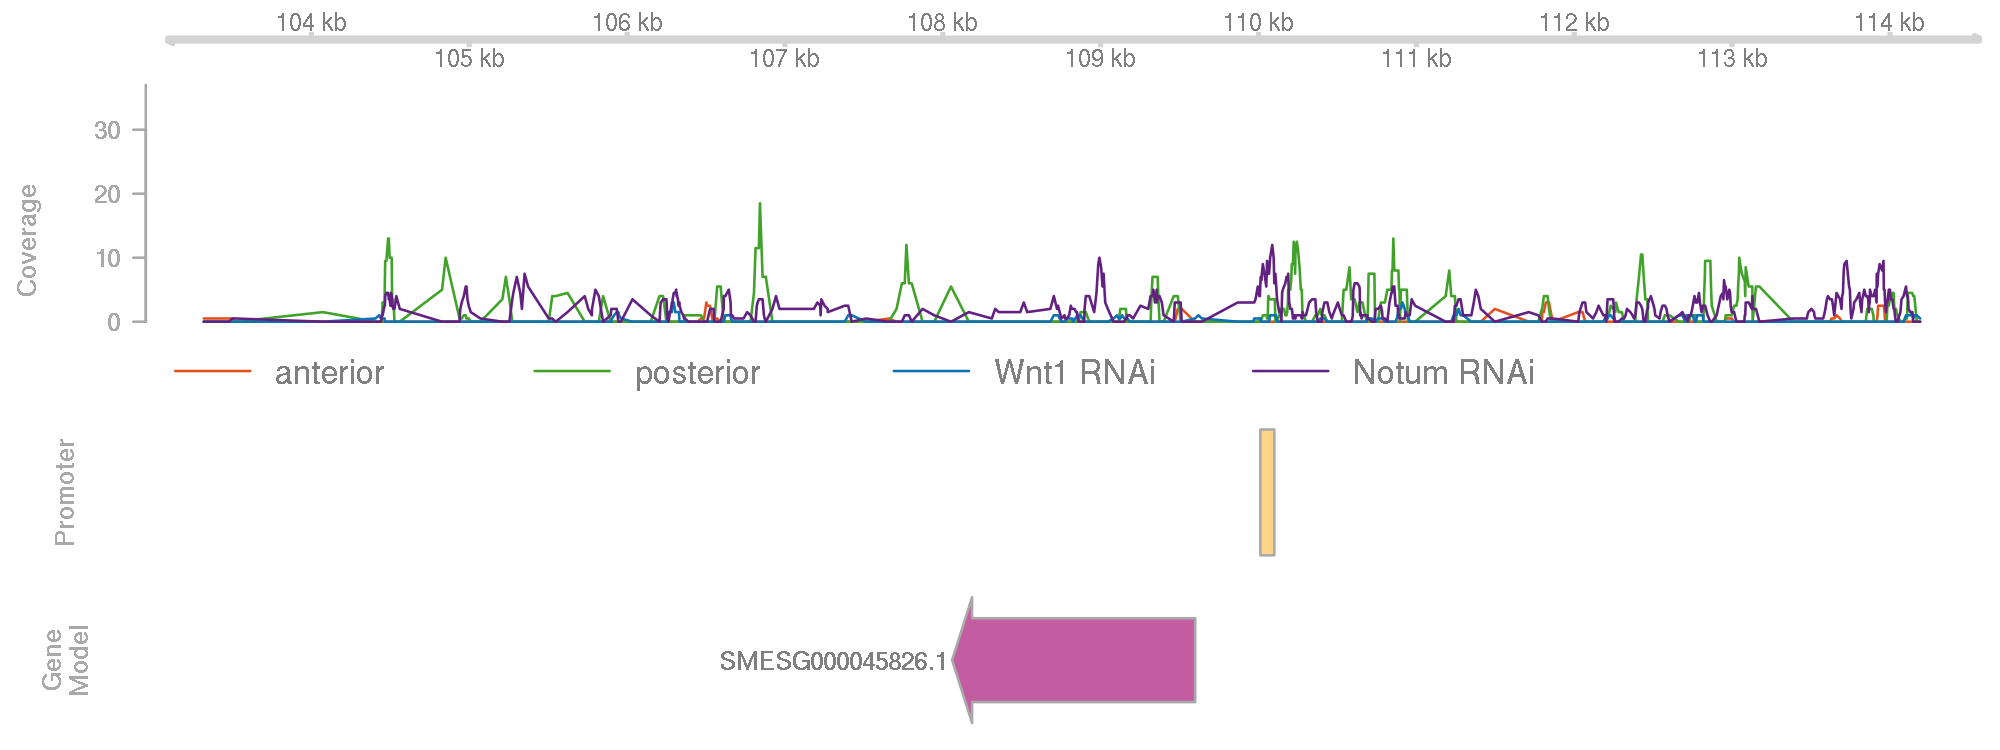 104 kb 106 kb 108 kb 110 kb 112 kb 114 kb
105 kb 107 kb 109 kb 111 kb 113 kb
Coverage
30
20
10
0
anterior posterior Wnt1 RNAi Notum RNAi
Promoter
Gene
Model
SMESG000045826.1